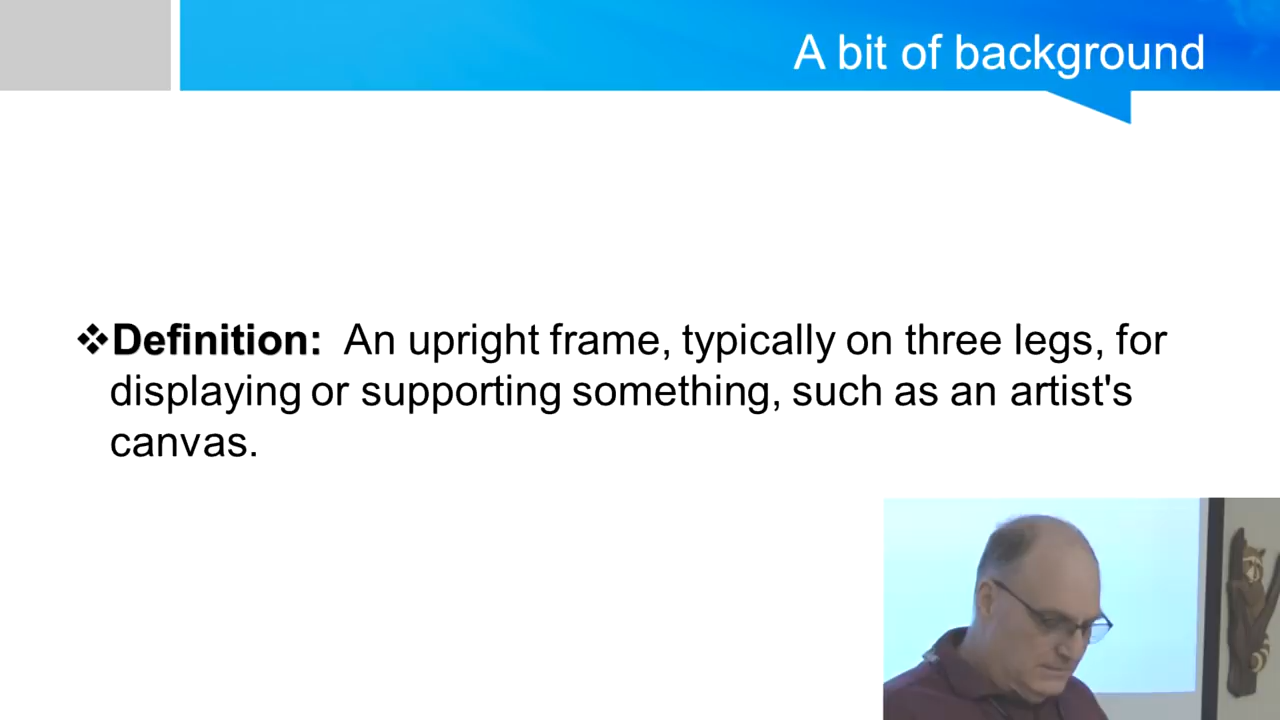 A bit of background
❖Definition: An upright frame, typically on three legs, for
displaying or supporting something, such as an artist's
canvas.